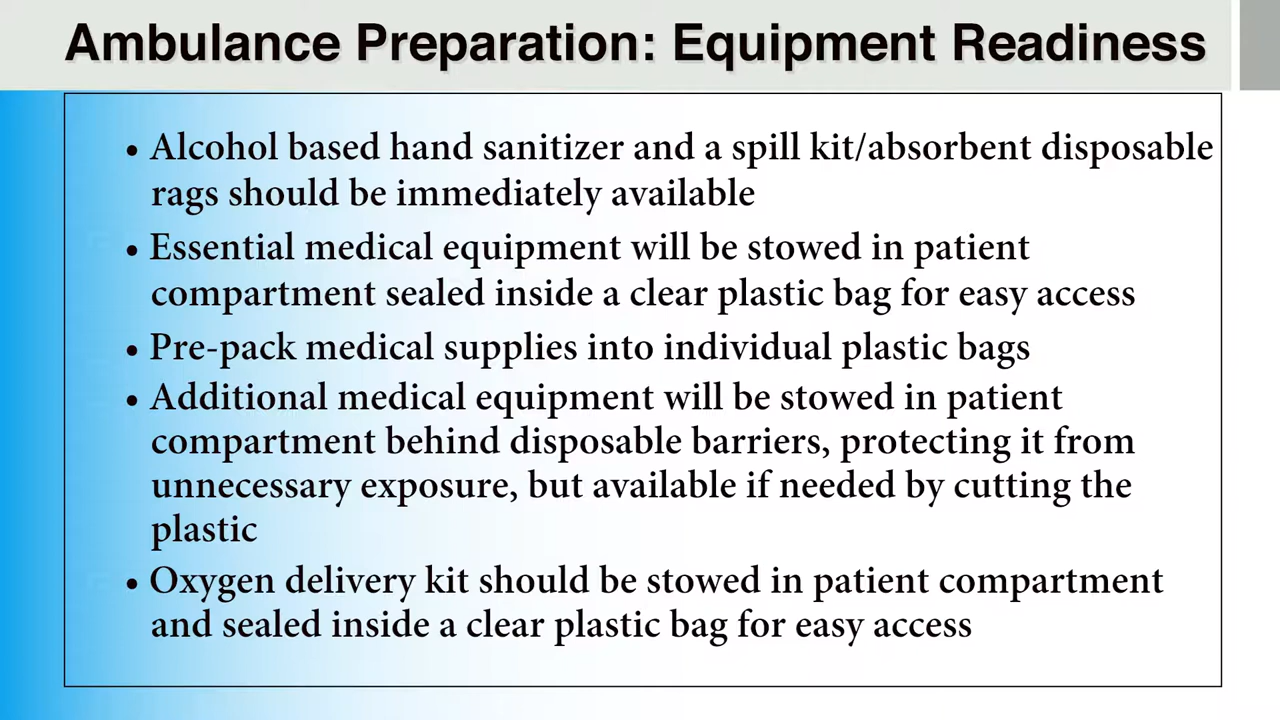 Ambulance Preparation: Equipment Readiness
• Alcohol based hand sanitizer and a spill kit/absorbent disposable
rags should be immediately available
• Essential medical equipment will be stowed in patient
compartment sealed inside a clear plastic bag for easy access
• Pre-pack medical supplies into individual plastic bags
• Additional medical equipment will be stowed in patient
compartment behind disposable barriers, protecting it from
unnecessary exposure, but available if needed by cutting the
plastic
• Oxygen delivery kit should be stowed in patient compartment
and sealed inside a clear plastic bag for easy access